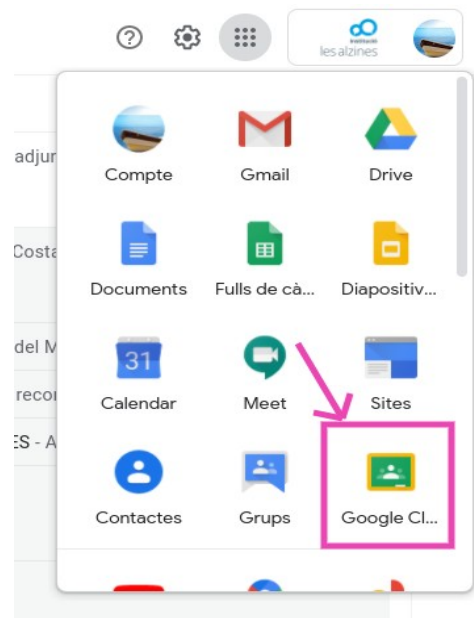 institució
les alzines
adjur
Compte
Gmail
Drive
Costa
Documents
Fulls de cà...
Diapositiv...
31
del M
Calendar
Meet
Sites
recor
ES - A
Contactes
Grups
Google Cl...